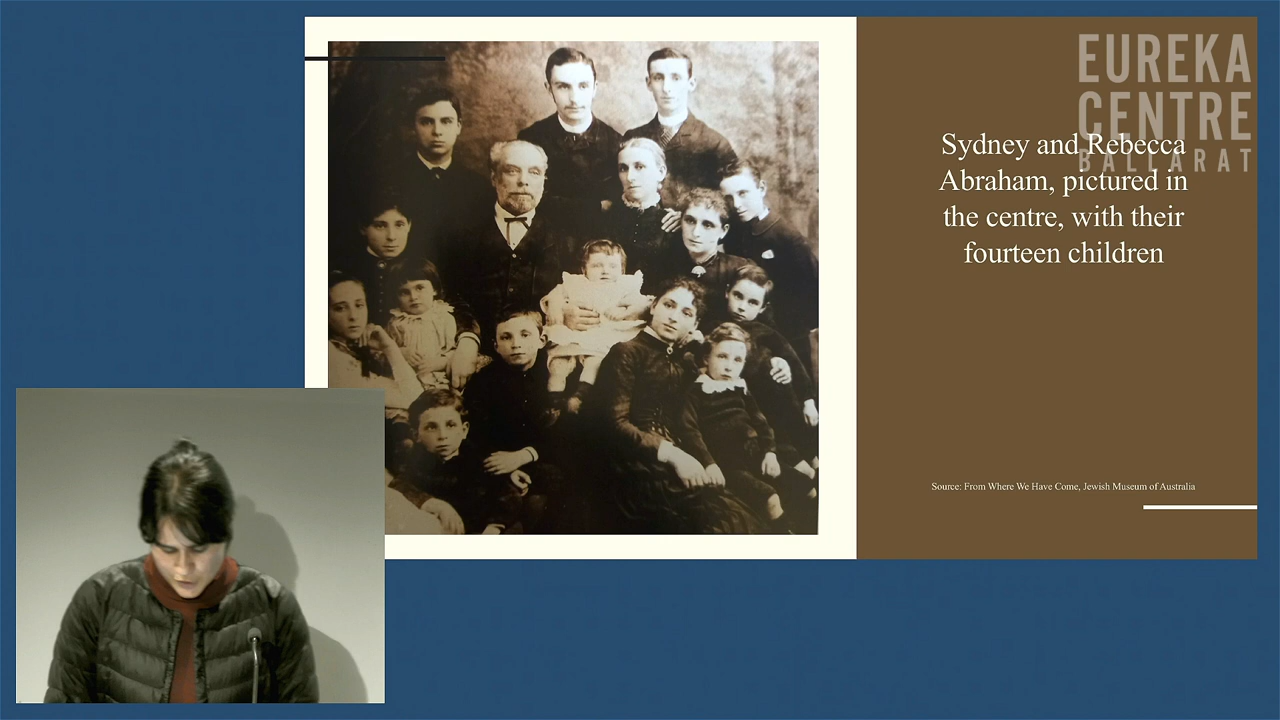 EUREKA
CENTRE
BALLARAT
Sydney and Rebecca
Abraham, pictured in
the centre, with their
fourteen children
Source: From Where We Have Come, Jewish Museum of Australia